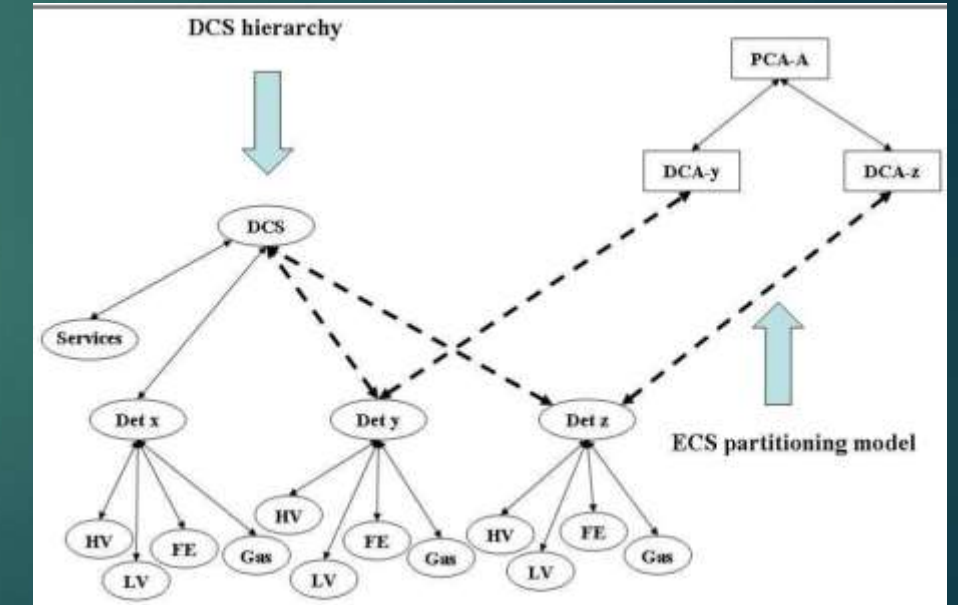 DCS hierarchy
PCA-A
DCA-y
DCA-z
DCS
Services
Det x
Det y
Det z
ECS partitioning model
HV
LV
FE
Gas
HV
LV
FE
Gas
HV
LV
FE
Gas